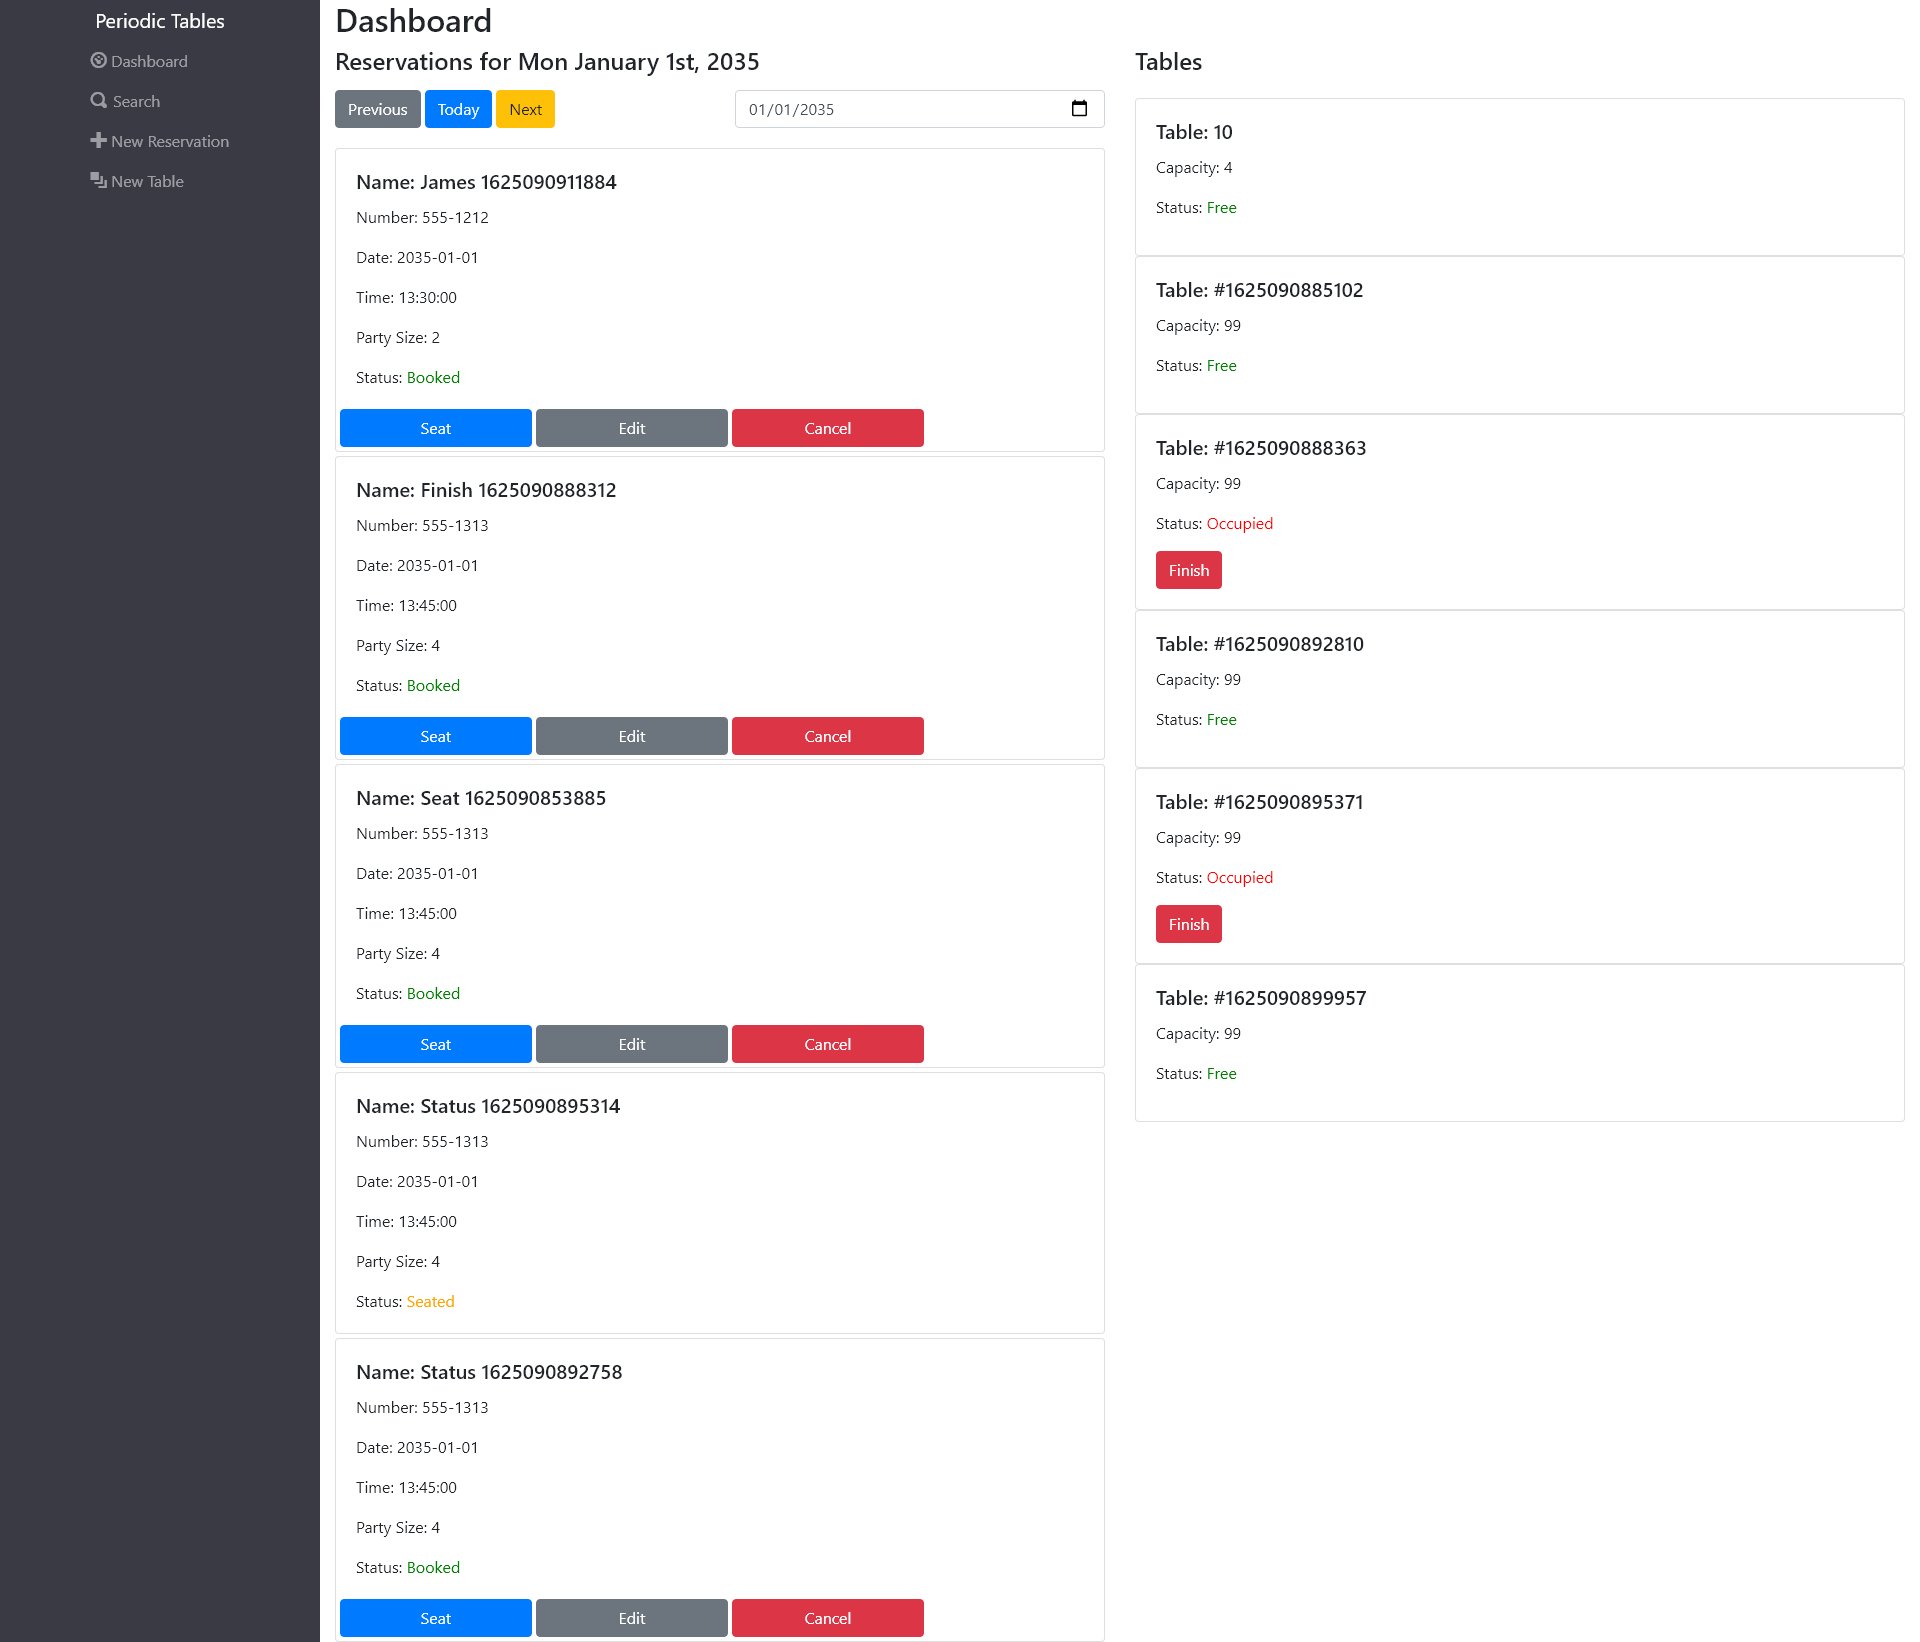 Periodic Tables
Dashboard
Search
New Reservation
New Table
Dashboard
Reservations for Mon January 1st, 2035
Previous
Today
Next
01/01/2035
Name: James 1625090911884
Number: 555-1212
Date: 2035-01-01
Time: 13:30:00
Party Size: 2
Status: Booked
Seat
Edit
Cancel
Name: Finish 1625090888312
Number: 555-1313
Date: 2035-01-01
Time: 13:45:00
Party Size: 4
Status: Booked
Seat
Edit
Cancel
Name: Seat 1625090853885
Number: 555-1313
Date: 2035-01-01
Time: 13:45:00
Party Size: 4
Status: Booked
Seat
Edit
Cancel
Name: Status 1625090895314
Number: 555-1313
Date: 2035-01-01
Time: 13:45:00
Party Size: 4
Status: Seated
Name: Status 1625090892758
Number: 555-1313
Date: 2035-01-01
Time: 13:45:00
Party Size: 4
Status: Booked
Seat
Edit
Cancel
Tables
Table: 10
Capacity: 4
Status: Free
Table: #1625090885102
Capacity: 99
Status: Free
Table: #1625090888363
Capacity: 99
Status: Occupied
Finish
Table: #1625090892810
Capacity: 99
Status: Free
Table: #1625090895371
Capacity: 99
Status: Occupied
Finish
Table: #1625090899957
Capacity: 99
Status: Free